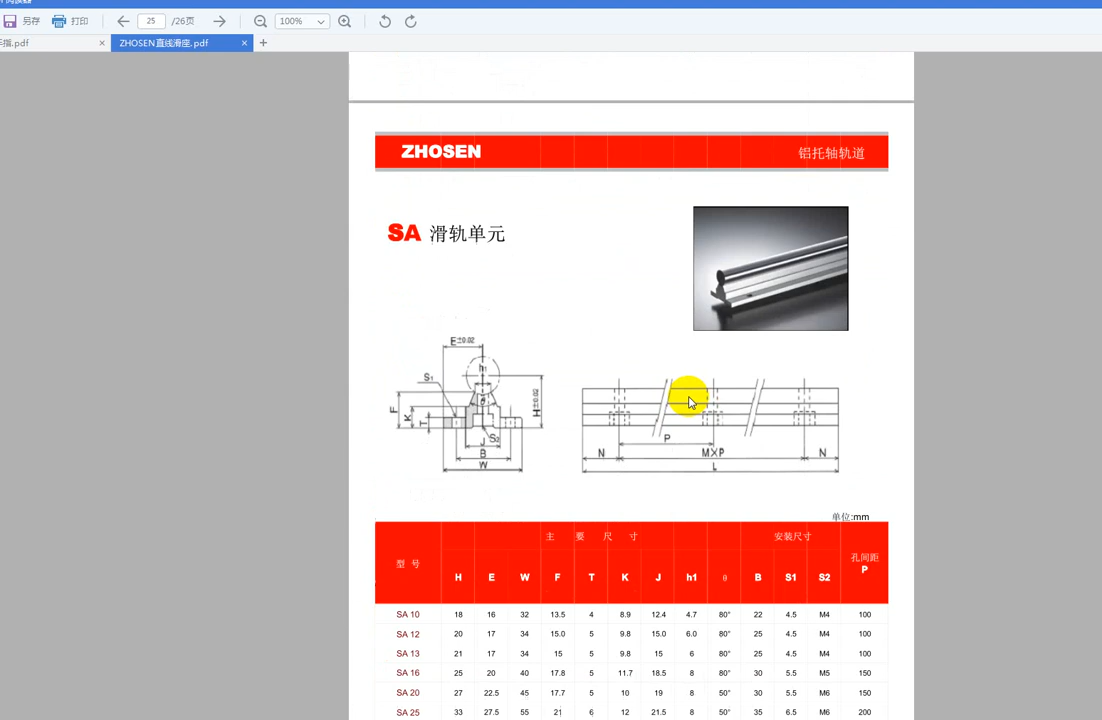 另存 打印 25 /26页 100%
手指.pdf × ZHOSEN直线滑座.pdf × +
ZHOSEN 铝托轴轨道
SA 滑轨单元
E±0.02
h1
S1
θ
F K T H±0.02
S2
J
B
W
P
N M×P N
L
单位:mm
型 号 主 要 尺 寸 安装尺寸 孔间距 P
H E W F T K J h1 θ B S1 S2
SA 10 18 16 32 13.5 4 8.9 12.4 4.7 80° 22 4.5 M4 100
SA 12 20 17 34 15.0 5 9.8 15.0 6.0 80° 25 4.5 M4 100
SA 13 21 17 34 15 5 9.8 15 6 80° 25 4.5 M4 100
SA 16 25 20 40 17.8 5 11.7 18.5 8 80° 30 5.5 M5 150
SA 20 27 22.5 45 17.7 5 10 19 8 50° 30 5.5 M6 150
SA 25 33 27.5 55 21 6 12 21.5 8 50° 35 6.5 M6 200